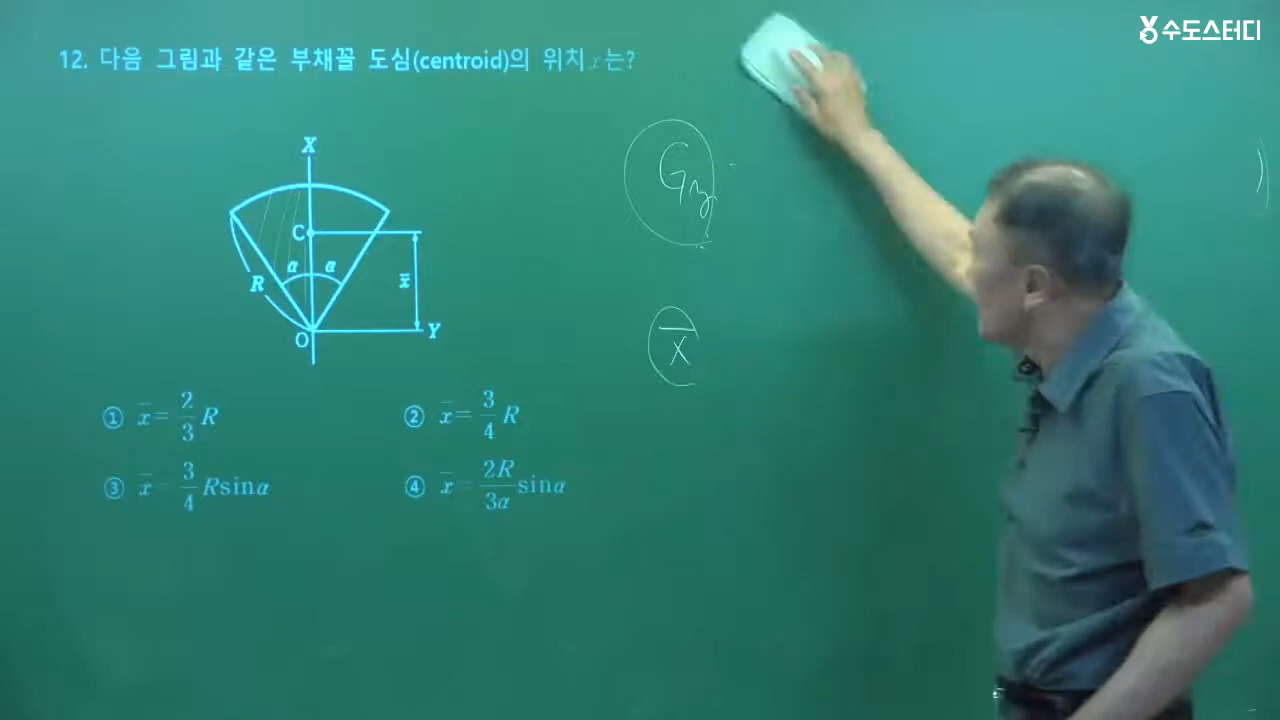 수도스터디
12. 다음 그림과 같은 부채꼴 도심(centroid)의 위치 x는?
X
C
α α
R
x̄
O
Y
① x̄ = 2/3 R
② x̄ = 3/4 R
③ x̄ = 3/4 R sinα
④ x̄ = 2R/3α sinα
G
x̄